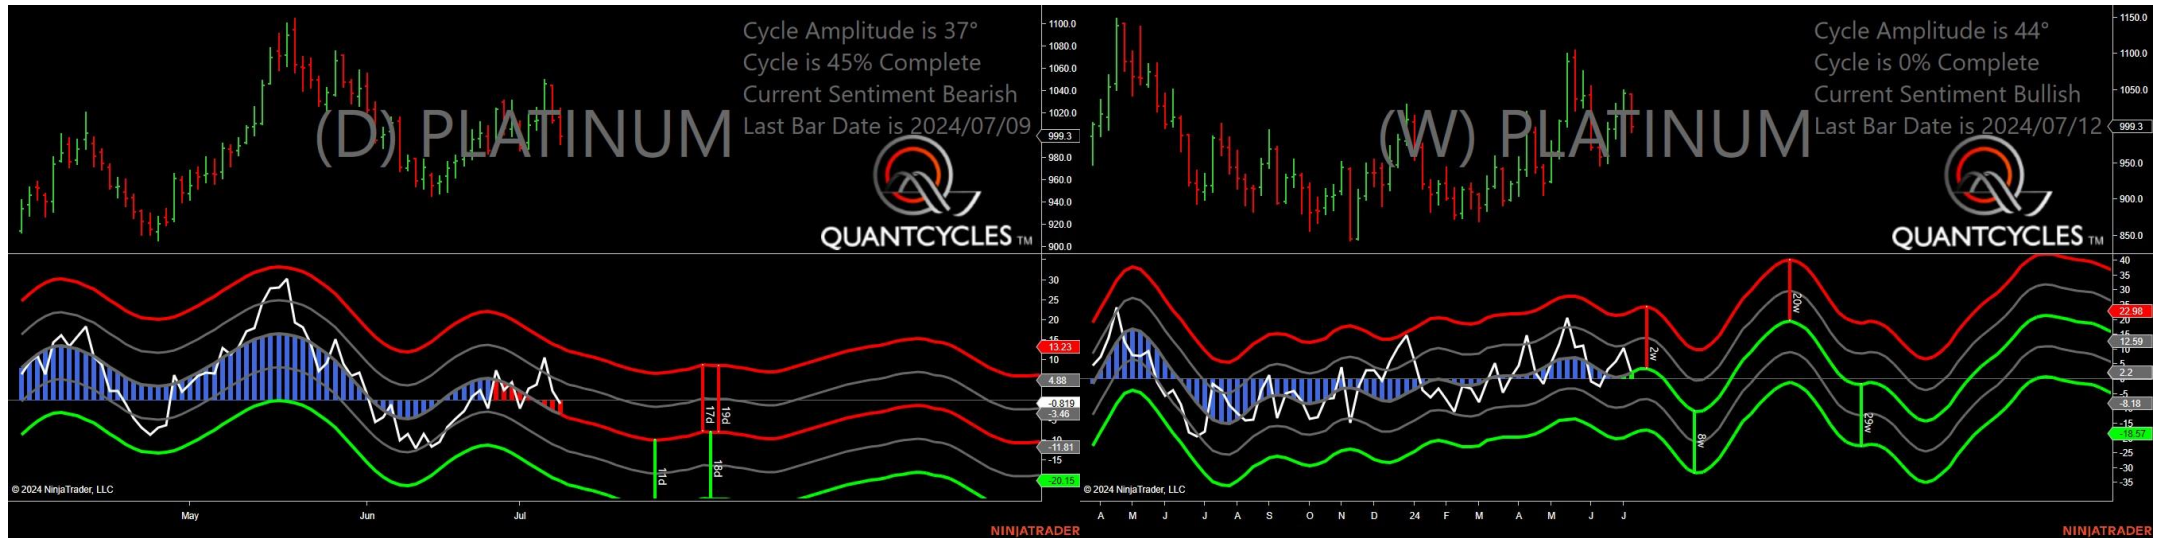 Cycle Amplitude is 37°
Cycle is 45% Complete
Current Sentiment Bearish
Last Bar Date is 2024/07/09
(D) PLATINUM
QUANTCYCLES TM
1100.0
1080.0
1060.0
1040.0
1020.0
999.3
980.0
960.0
940.0
920.0
900.0
30
25
20
15
13.23
10
4.88
-0.819
-3.46
-10
-11.81
-15
-20.15
11d
17d
19d
18d
© 2024 NinjaTrader, LLC
May
Jun
Jul
NINJATRADER
Cycle Amplitude is 44°
Cycle is 0% Complete
Current Sentiment Bullish
Last Bar Date is 2024/07/12
(W) PLATINUM
QUANTCYCLES TM
1150.0
1100.0
1050.0
999.3
950.0
900.0
850.0
40
35
30
22.98
20
12.59
10
5
2.2
-5
-8.18
-15
-18.57
-25
-30
-35
2w
8w
20w
29w
© 2024 NinjaTrader, LLC
A M J J A S O N D 24 F M A M J J
NINJATRADER